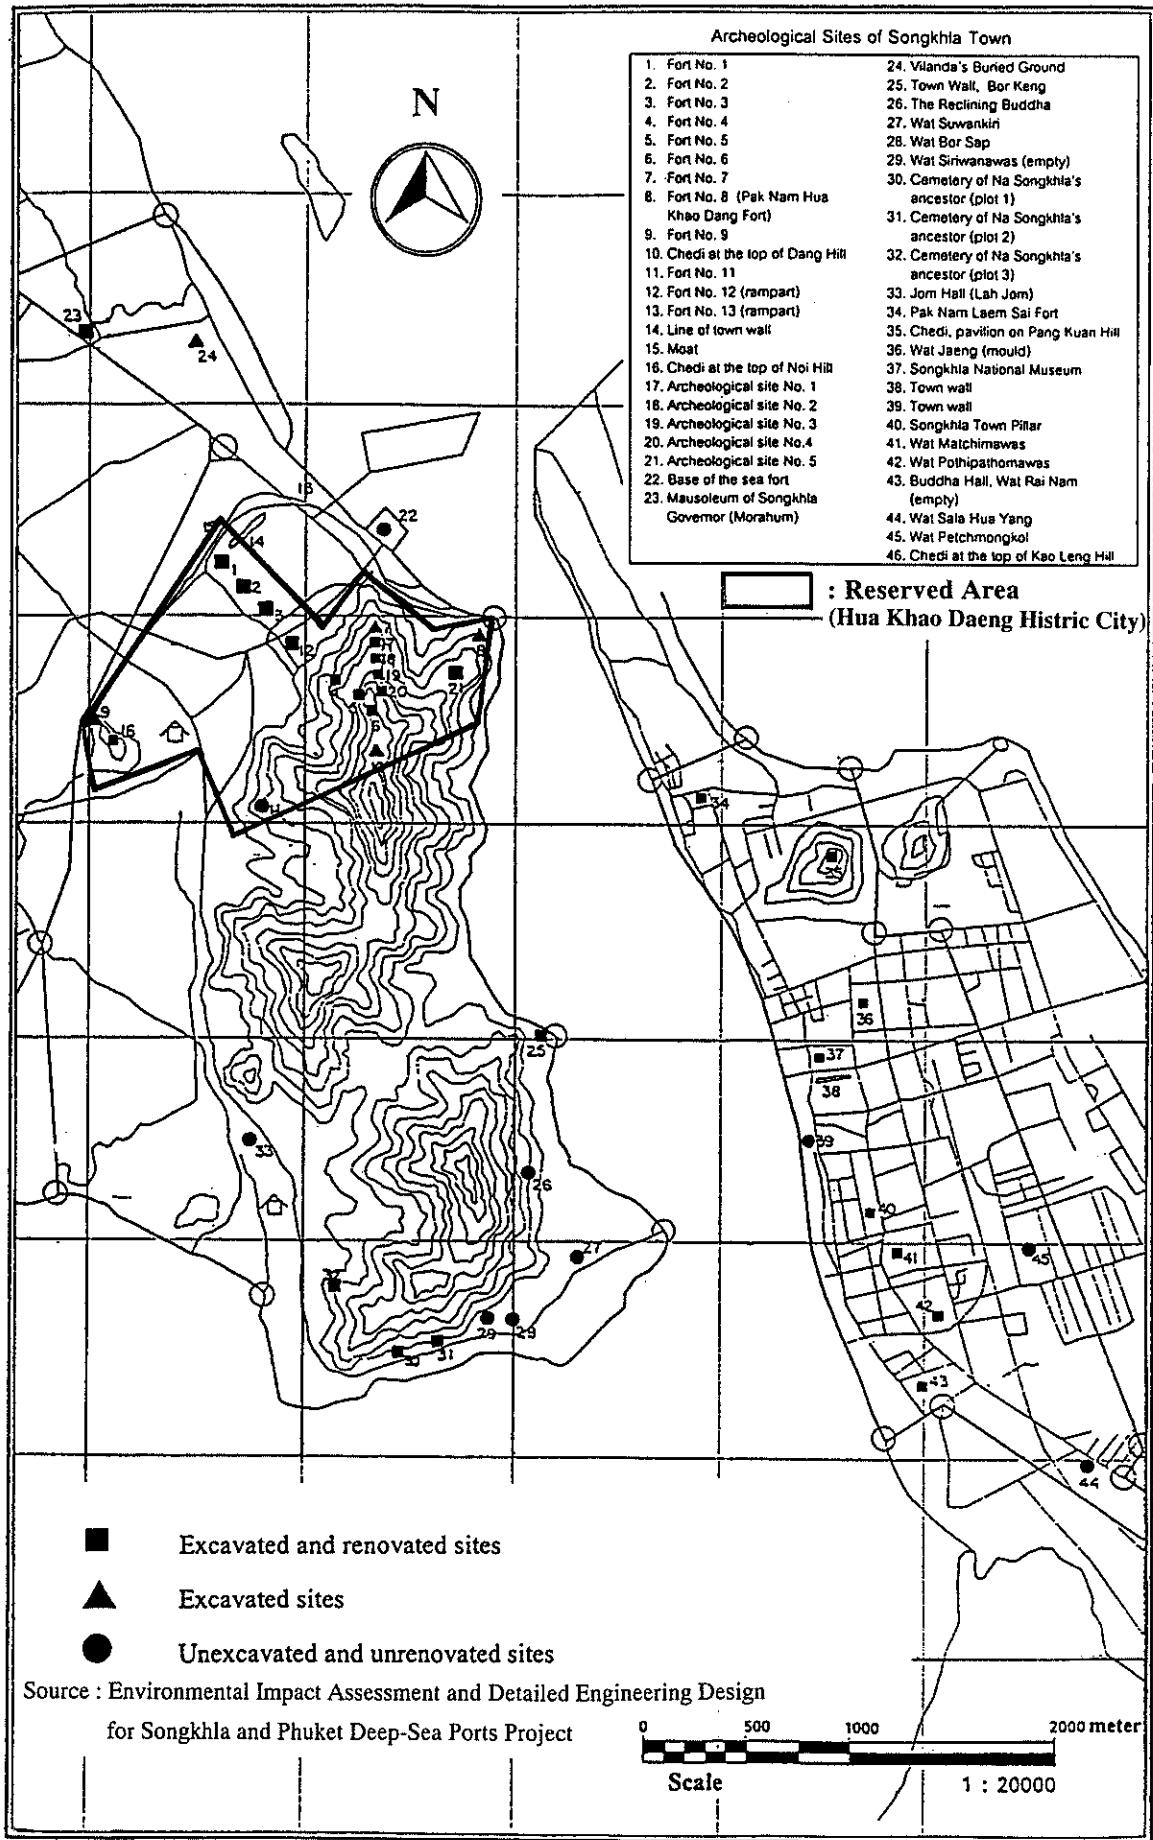 Archeological Sites of Songkhla Town
1. Fort No. 1
2. Fort No. 2
3. Fort No. 3
4. Fort No. 4
5. Fort No. 5
6. Fort No. 6
7. Fort No. 7
8. Fort No. 8 (Pak Nam Hua
Khao Dang Fort)
9. Fort No. 9
10. Chedi at the top of Dang Hill
11. Fort No. 11
12. Fort No. 12 (rampart)
13. Fort No. 13 (rampart)
14. Line of town wall
15. Moat
16. Chedi at the top of Noi Hill
17. Archeological site No. 1
18. Archeological site No. 2
19. Archeological site No. 3
20. Archeological site No.4
21. Archeological site No. 5
22. Base of the sea fort
23. Mausoleum of Songkhla
Governor (Morahum)
24. Vilanda's Buried Ground
25. Town Wall, Bor Keng
26. The Reclining Buddha
27. Wat Suwankiri
28. Wat Bor Sap
29. Wat Siriwanawas (empty)
30. Cemetery of Na Songkhla's
ancestor (plot 1)
31. Cemetery of Na Songkhla's
ancestor (plot 2)
32. Cemetery of Na Songkhla's
ancestor (plot 3)
33. Jom Hall (Lah Jom)
34. Pak Nam Laem Sai Fort
35. Chedi, pavilion on Pang Kuan Hill
36. Wat Jaeng (mould)
37. Songkhla National Museum
38. Town wall
39. Town wall
40. Songkhla Town Pillar
41. Wat Matchimawas
42. Wat Pothipathomawas
43. Buddha Hall, Wat Rai Nam
(empty)
44. Wat Sala Hua Yang
45. Wat Petchmongkol
46. Chedi at the top of Kao Leng Hill
N
: Reserved Area
(Hua Khao Daeng Histric City)
23
24
13
22
14
1
2
3
12
17
18
19
20
21
6
9
16
11
34
35
36
25
37
38
33
39
26
40
27
41
45
32
42
29
29
30
31
43
44
Excavated and renovated sites
Excavated sites
Unexcavated and unrenovated sites
Source : Environmental Impact Assessment and Detailed Engineering Design
for Songkhla and Phuket Deep-Sea Ports Project
0 500 1000 2000 meter
Scale 1 : 20000